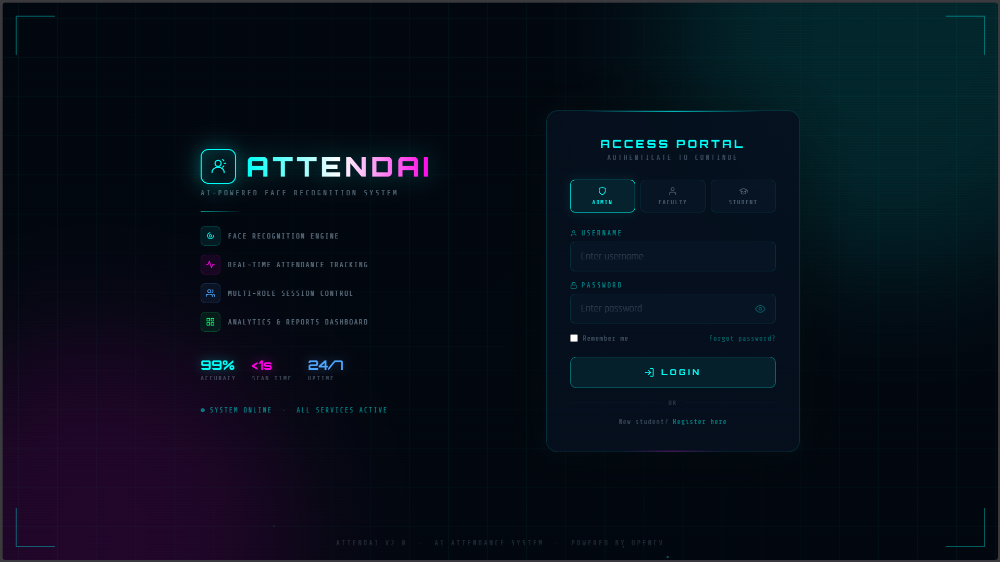 ATTENDAI
AI-POWERED FACE RECOGNITION SYSTEM
FACE RECOGNITION ENGINE
REAL-TIME ATTENDANCE TRACKING
MULTI-ROLE SESSION CONTROL
ANALYTICS & REPORTS DASHBOARD
99% <1s 24/7
ACCURACY SCAN TIME UPTIME
SYSTEM ONLINE · ALL SERVICES ACTIVE
ACCESS PORTAL
AUTHENTICATE TO CONTINUE
ADMIN FACULTY STUDENT
USERNAME
Enter username
PASSWORD
Enter password
Remember me Forgot password?
LOGIN
OR
New student? Register here
ATTENDAI V2.0 · AI ATTENDANCE SYSTEM · POWERED BY OPENCV